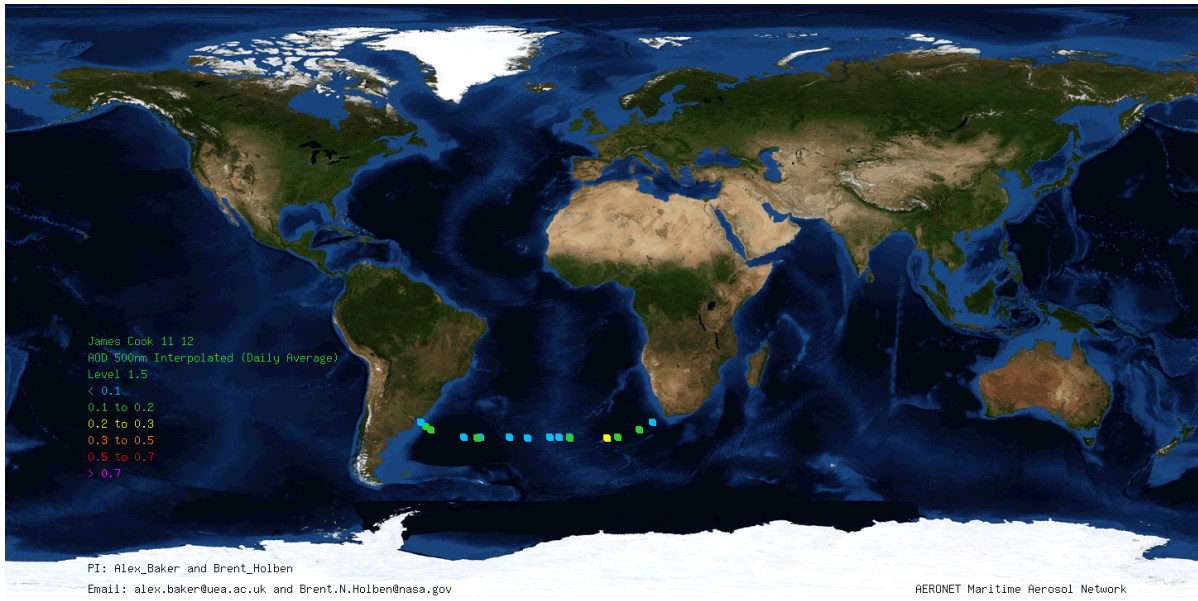 James Cook 11 12
AOD 500nm Interpolated (Daily Average)
Level 1.5
< 0.1
0.1 to 0.2
0.2 to 0.3
0.3 to 0.5
0.5 to 0.7
> 0.7
PI: Alex_Baker and Brent_Holben
Email: alex.baker@uea.ac.uk and Brent.N.Holben@nasa.gov
AERONET Maritime Aerosol Network